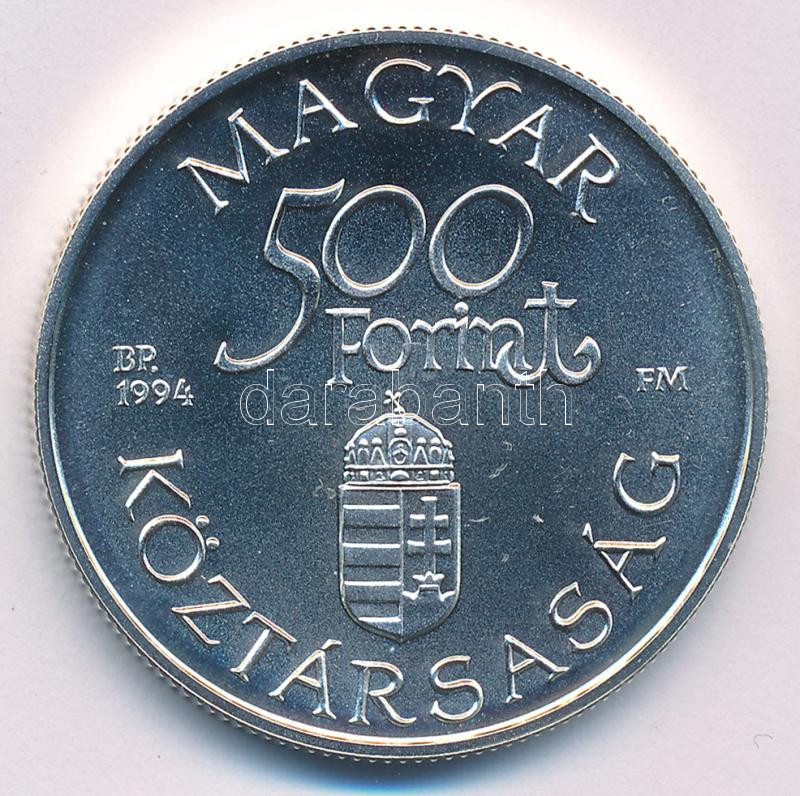 MAGYAR
500
Forint
BP.
1994
FM
darabanth
KÖZTÁRSASÁG